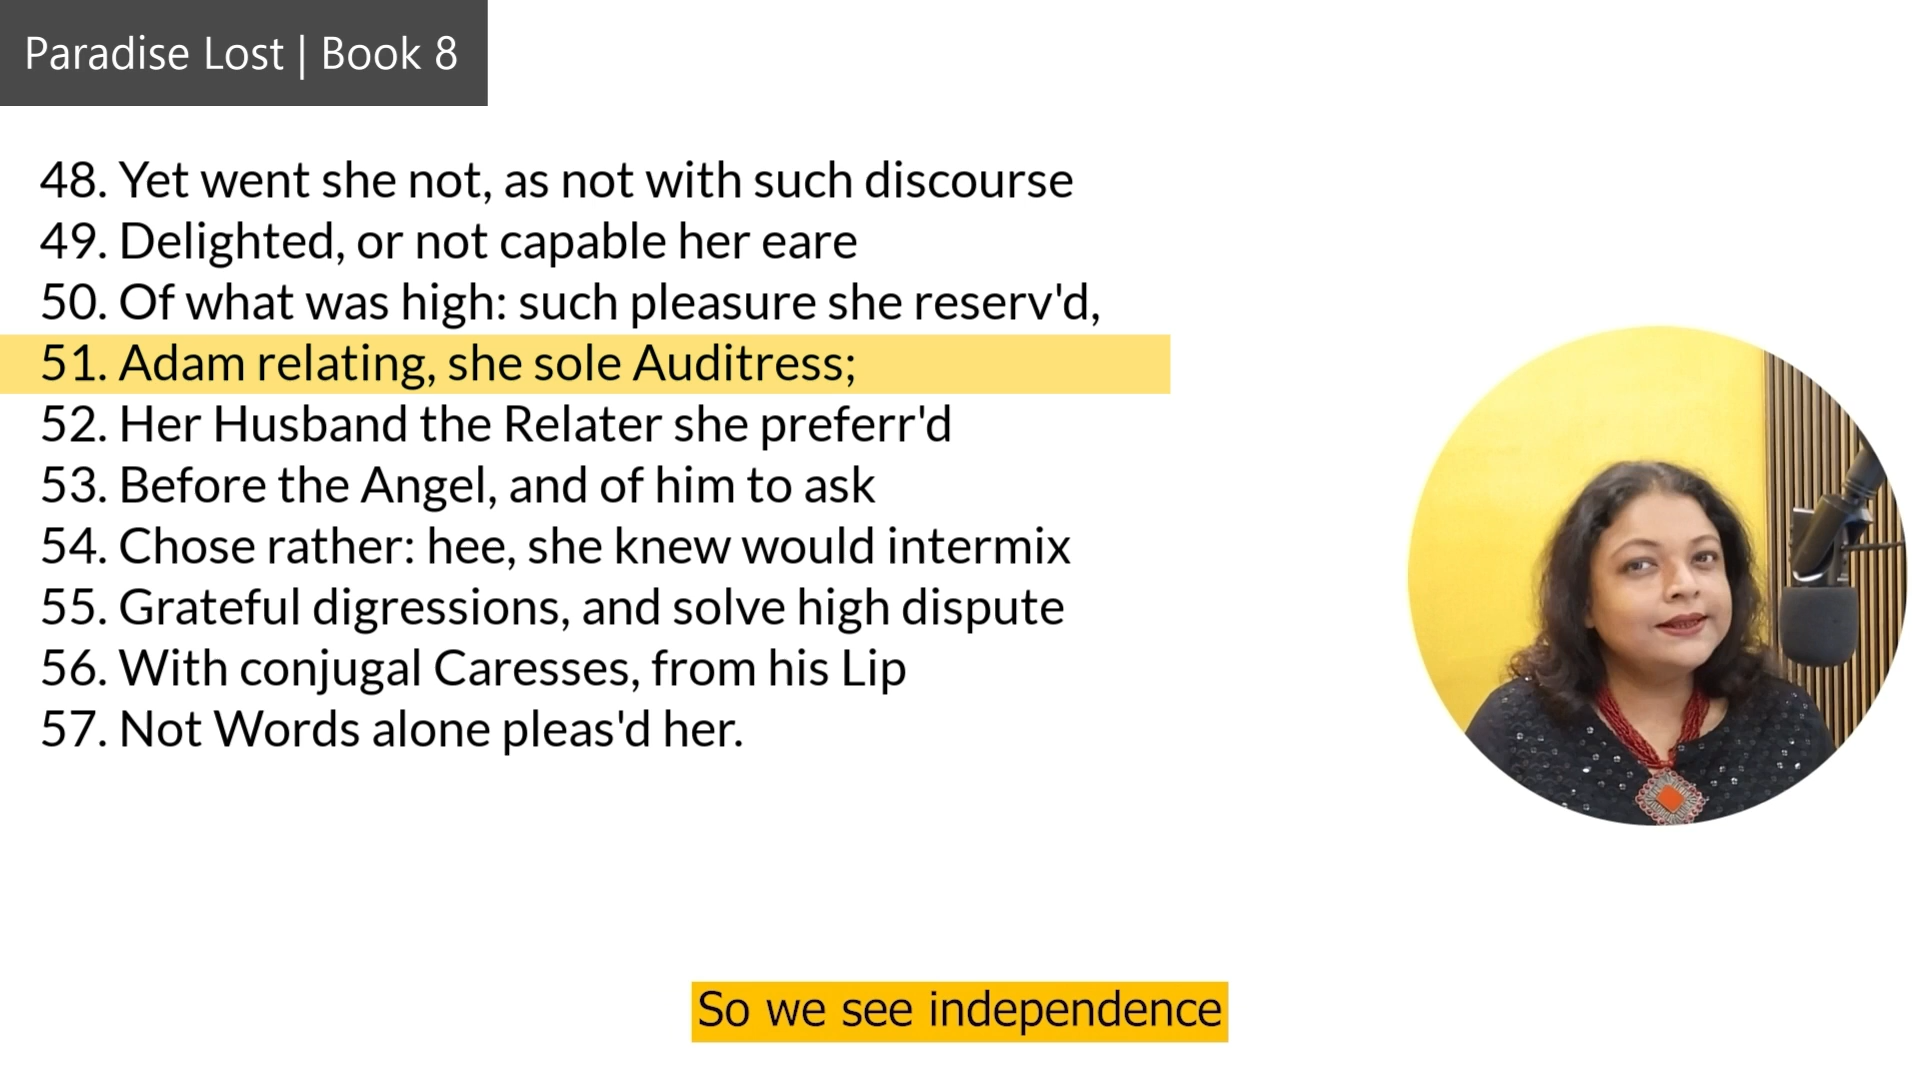 Paradise Lost | Book 8
48. Yet went she not, as not with such discourse
49. Delighted, or not capable her eare
50. Of what was high: such pleasure she reserv'd,
51. Adam relating, she sole Auditress;
52. Her Husband the Relater she preferr'd
53. Before the Angel, and of him to ask
54. Chose rather: hee, she knew would intermix
55. Grateful digressions, and solve high dispute
56. With conjugal Caresses, from his Lip
57. Not Words alone pleas'd her.
So we see independence